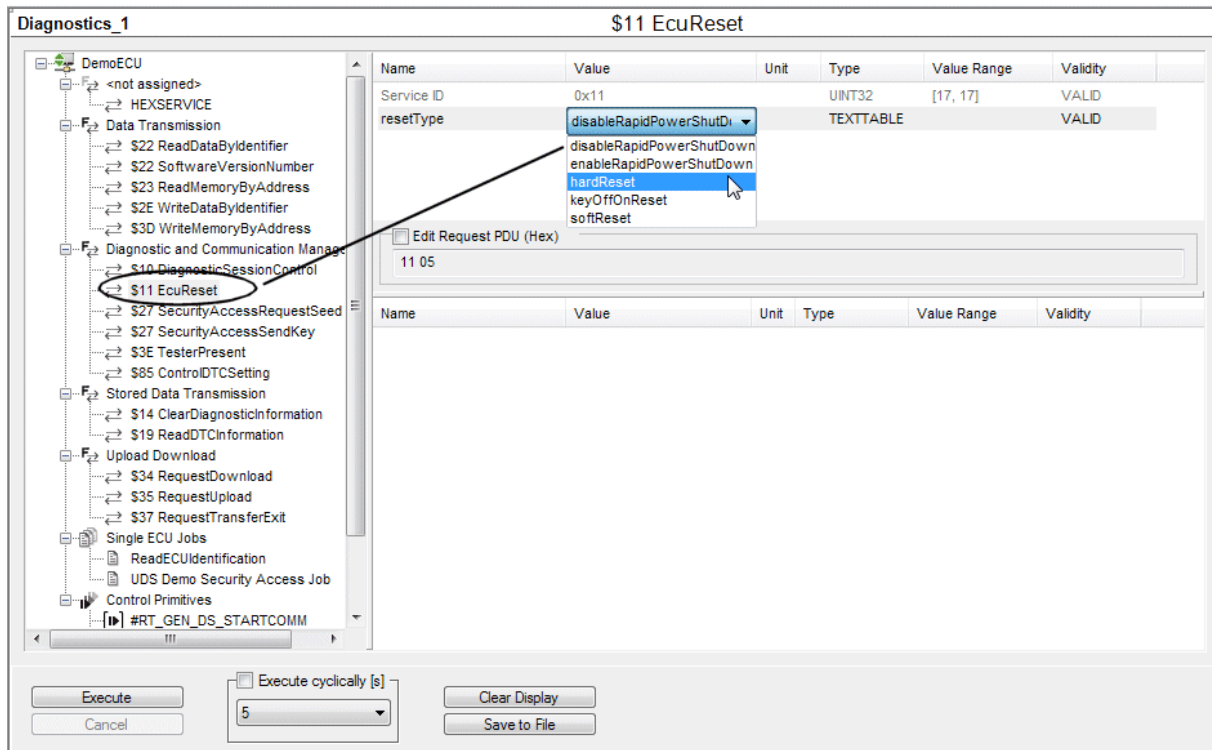 Diagnostics_1
$11 EcuReset
DemoECU
<not assigned>
HEXSERVICE
Data Transmission
$22 ReadDataByIdentifier
$22 SoftwareVersionNumber
$23 ReadMemoryByAddress
$2E WriteDataByIdentifier
$3D WriteMemoryByAddress
Diagnostic and Communication Manage
$10 DiagnosticSessionControl
$11 EcuReset
$27 SecurityAccessRequestSeed
$27 SecurityAccessSendKey
$3E TesterPresent
$85 ControlDTCSetting
Stored Data Transmission
$14 ClearDiagnosticInformation
$19 ReadDTCInformation
Upload Download
$34 RequestDownload
$35 RequestUpload
$37 RequestTransferExit
Single ECU Jobs
ReadECUIdentification
UDS Demo Security Access Job
Control Primitives
#RT_GEN_DS_STARTCOMM
Name Value Unit Type Value Range Validity
Service ID 0x11 UINT32 [17, 17] VALID
resetType disableRapidPowerShutD TEXTTABLE VALID
disableRapidPowerShutDown
enableRapidPowerShutDown
hardReset
keyOffOnReset
softReset
Edit Request PDU (Hex)
11 05
Name Value Unit Type Value Range Validity
Execute
Cancel
Execute cyclically [s]
5
Clear Display
Save to File